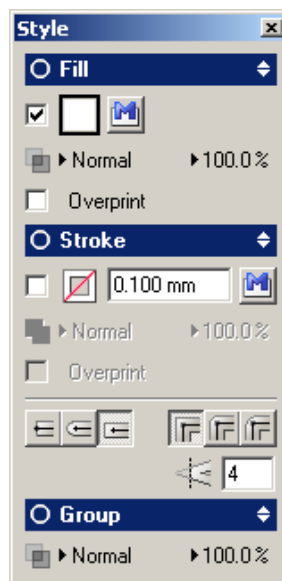 Style
Fill
M
Normal 100.0%
Overprint
Stroke
0.100 mm M
Normal 100.0%
Overprint
4
Group
Normal 100.0%